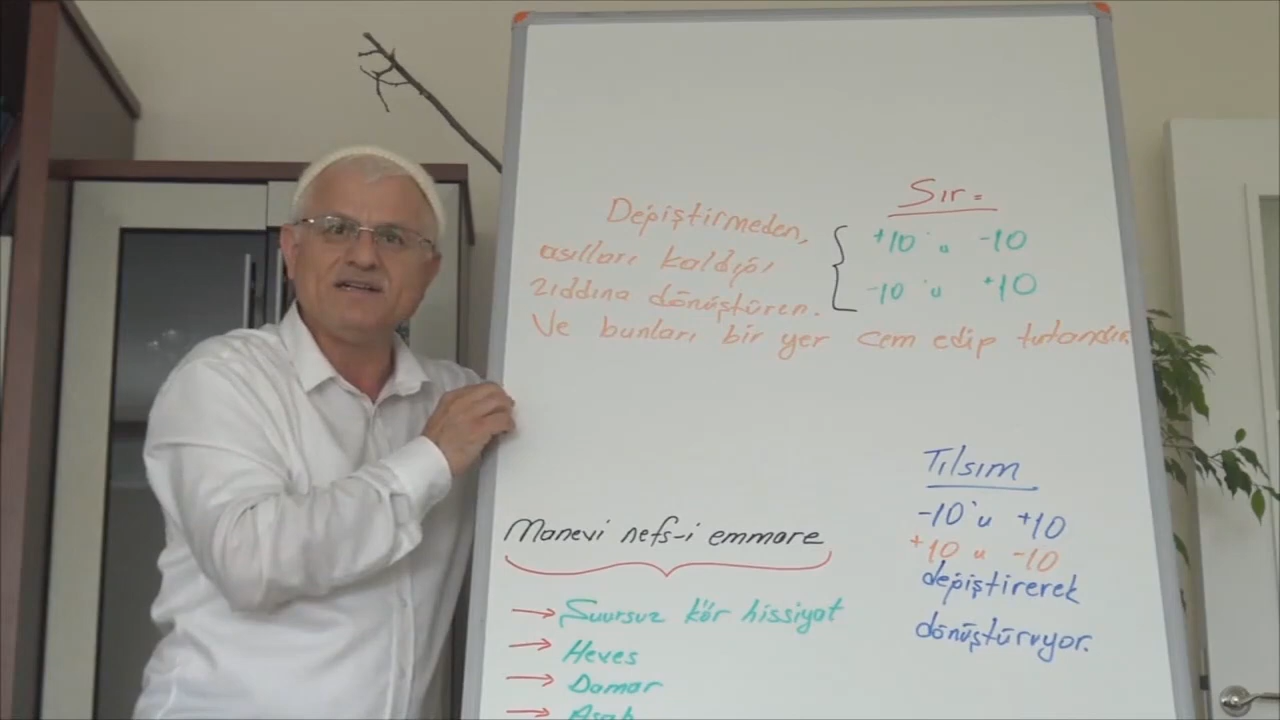 Sır =
Değiştirmeden,
asılları kaldığı
zıddına dönüştüren.
+10'u -10
-10'u +10
Ve bunları bir yer cem edip tutandır.
Tılsım
-10'u +10
+10 u -10
değiştirerek
dönüştürüyor.
Manevi nefs-i emmare
→ Şuursuz kör hissiyat
→ Heves
→ Damar
→ Asab